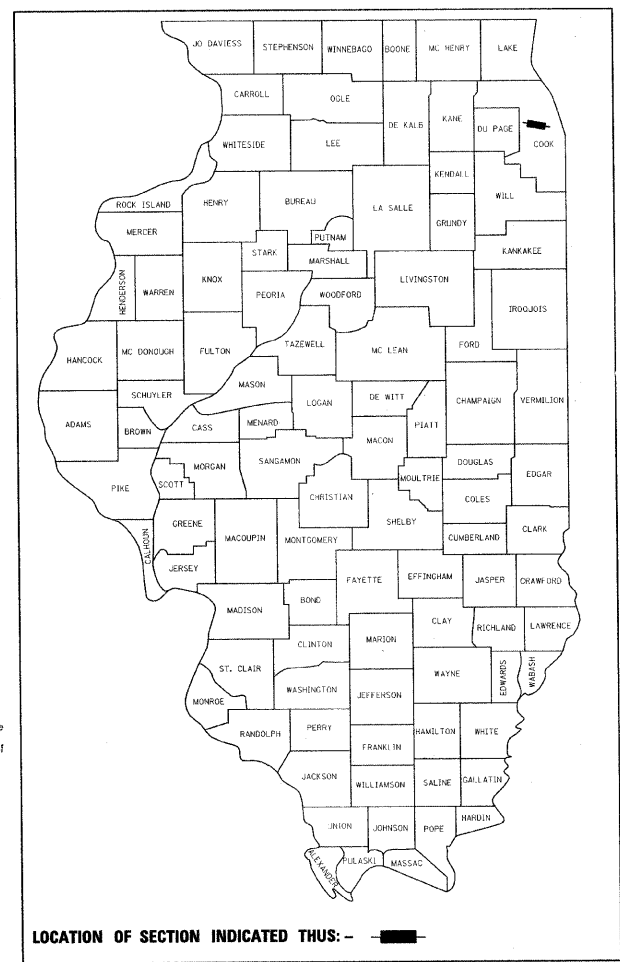 JO DAVIESS STEPHENSON WINNEBAGO BOONE MC HENRY LAKE
CARROLL OGLE DE KALB KANE DU PAGE COOK
WHITESIDE LEE
KENDALL WILL
ROCK ISLAND HENRY BUREAU LA SALLE GRUNDY
MERCER PUTNAM
STARK MARSHALL KANKAKEE
HENDERSON WARREN KNOX PEORIA WOODFORD LIVINGSTON IROQUOIS
HANCOCK MC DONOUGH FULTON TAZEWELL MC LEAN FORD
SCHUYLER MASON LOGAN DE WITT CHAMPAIGN VERMILION
ADAMS BROWN CASS MENARD MACON PIATT
MORGAN SANGAMON DOUGLAS EDGAR
PIKE SCOTT CHRISTIAN MOULTRIE COLES
GREENE MACOUPIN MONTGOMERY SHELBY CUMBERLAND CLARK
CALHOUN JERSEY FAYETTE EFFINGHAM JASPER CRAWFORD
MADISON BOND
CLINTON MARION CLAY RICHLAND LAWRENCE
ST. CLAIR WAYNE EDWARDS WABASH
MONROE WASHINGTON JEFFERSON
RANDOLPH PERRY HAMILTON WHITE
FRANKLIN
JACKSON WILLIAMSON SALINE GALLATIN
UNION JOHNSON POPE HARDIN
ALEXANDER PULASKI MASSAC
LOCATION OF SECTION INDICATED THUS: –